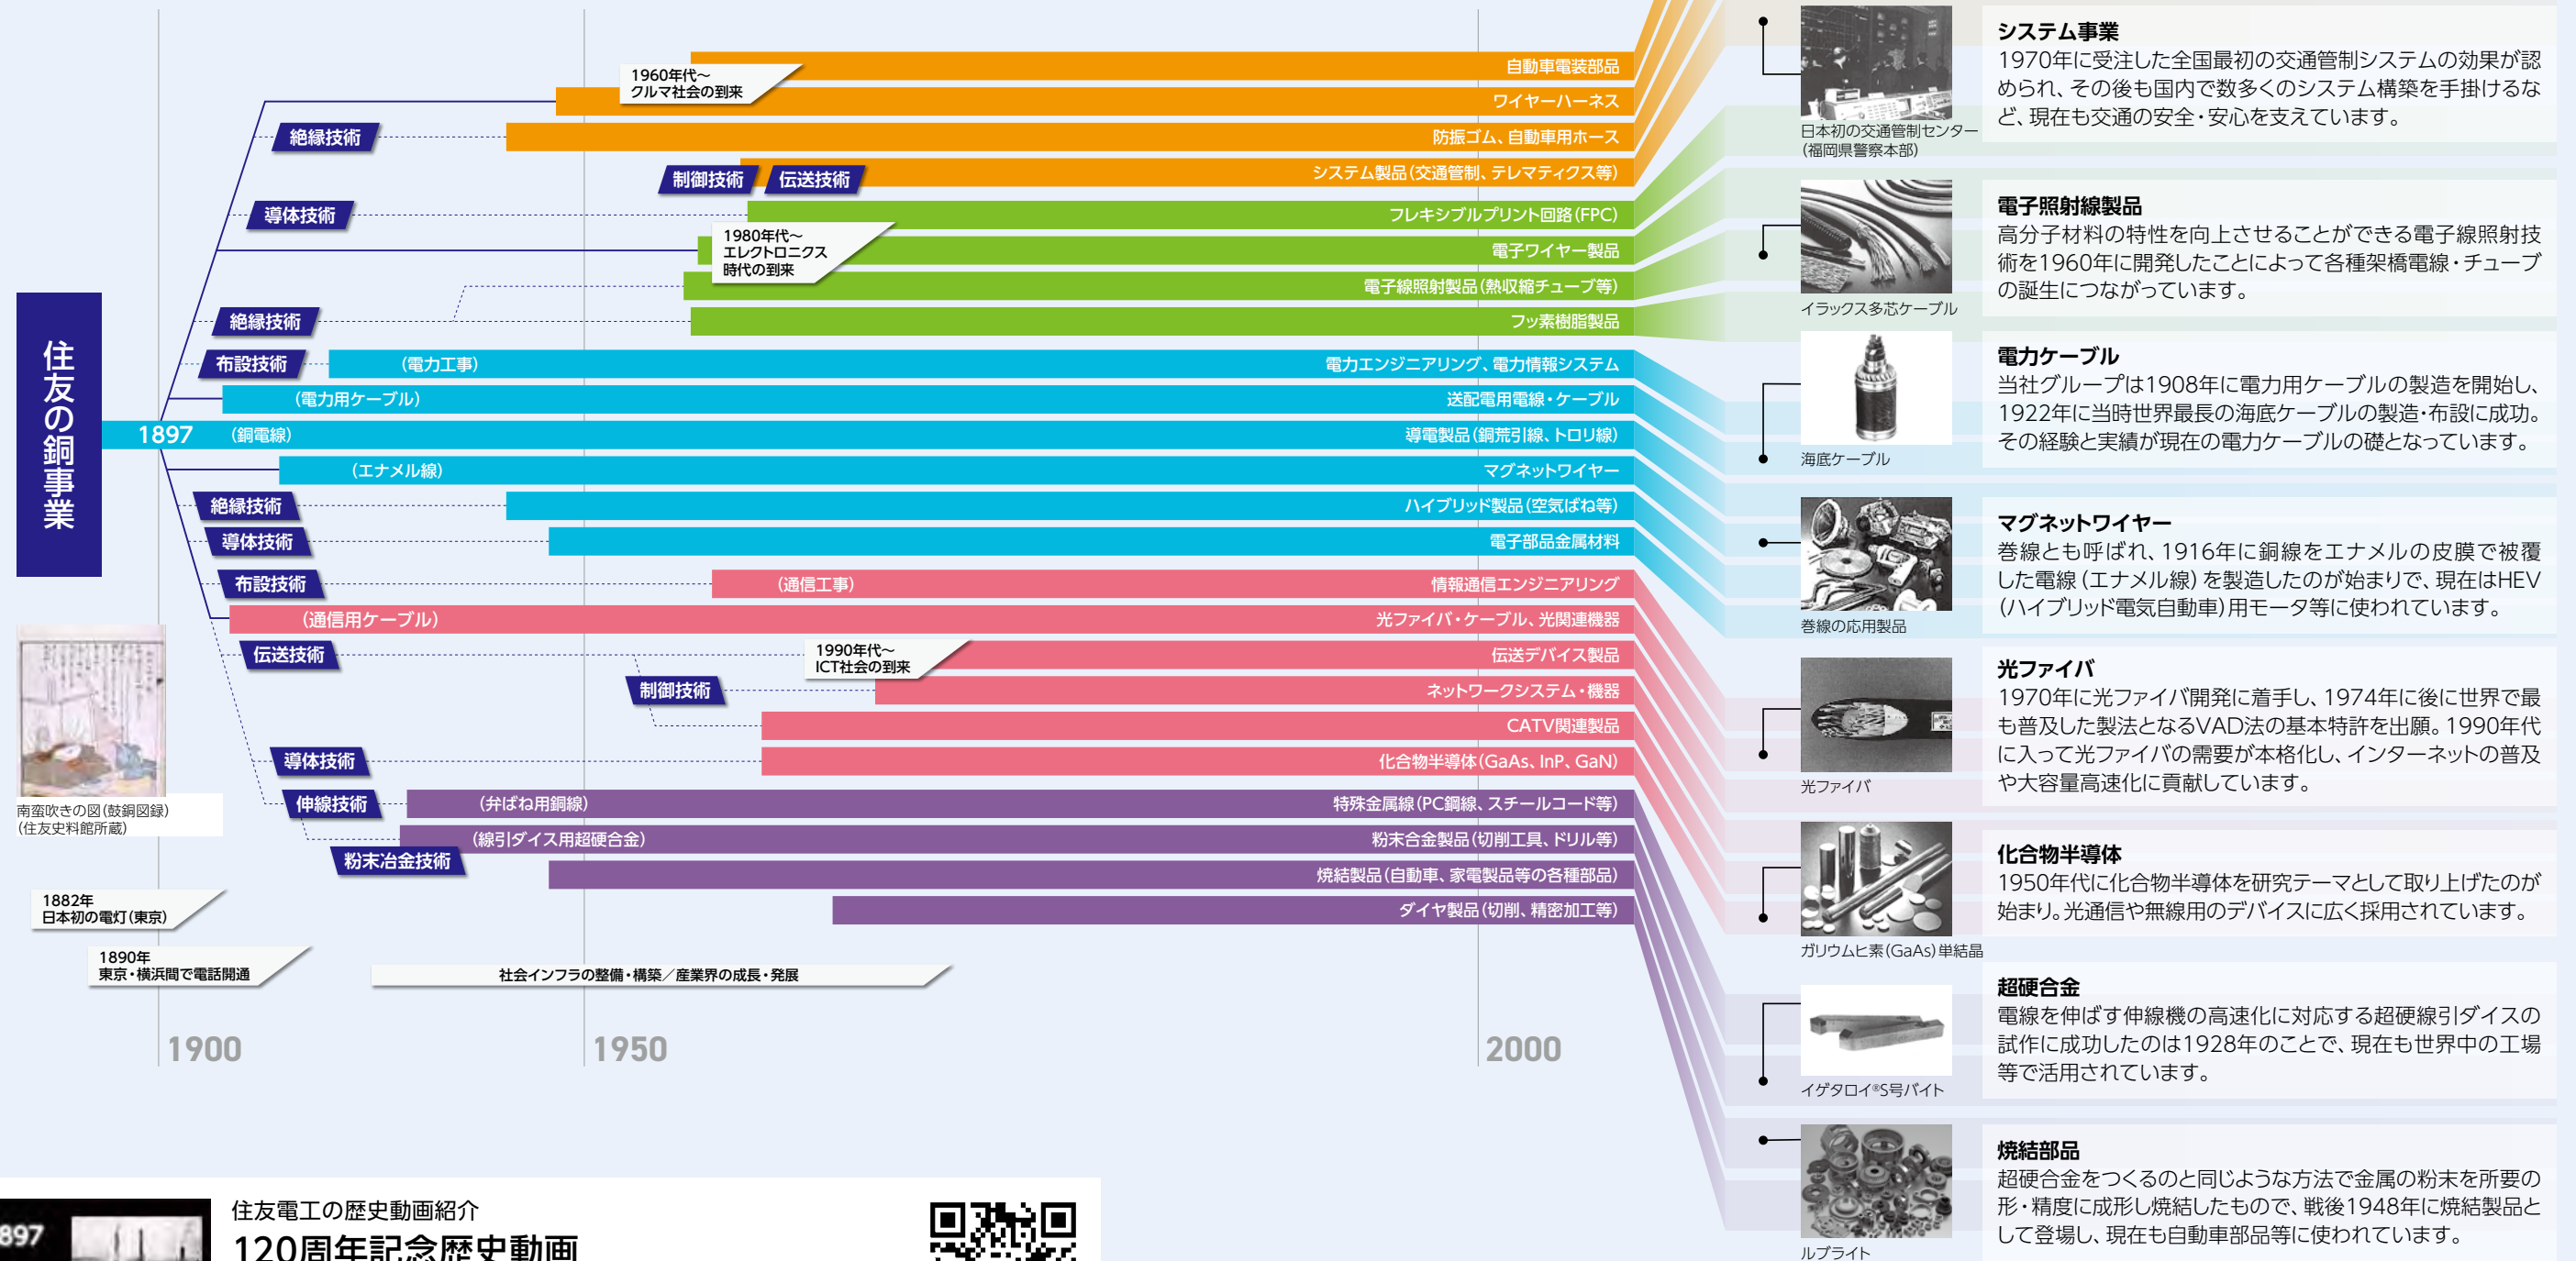 住友の銅事業
1897
(銅電線)
1960年代～
クルマ社会の到来
自動車電装部品
ワイヤーハーネス
絶縁技術
防振ゴム、自動車用ホース
制御技術
伝送技術
システム製品(交通管制、テレマティクス等)
導体技術
フレキシブルプリント回路(FPC)
1980年代～
エレクトロニクス
時代の到来
電子ワイヤー製品
電子線照射製品(熱収縮チューブ等)
絶縁技術
フッ素樹脂製品
布設技術
(電力工事)
電力エンジニアリング、電力情報システム
(電力用ケーブル)
送配電用電線・ケーブル
導電製品(銅荒引線、トロリ線)
(エナメル線)
マグネットワイヤー
絶縁技術
ハイブリッド製品(空気ばね等)
導体技術
電子部品金属材料
布設技術
(通信工事)
情報通信エンジニアリング
(通信用ケーブル)
光ファイバ・ケーブル、光関連機器
伝送技術
1990年代～
ICT社会の到来
伝送デバイス製品
制御技術
ネットワークシステム・機器
CATV関連製品
導体技術
化合物半導体(GaAs、InP、GaN)
伸線技術
(弁ばね用鋼線)
特殊金属線(PC鋼線、スチールコード等)
(線引ダイス用超硬合金)
粉末合金製品(切削工具、ドリル等)
粉末冶金技術
焼結製品(自動車、家電製品等の各種部品)
ダイヤ製品(切削、精密加工等)
南蛮吹きの図(鼓銅図録)
(住友史料館所蔵)
1882年
日本初の電灯(東京)
1890年
東京・横浜間で電話開通
社会インフラの整備・構築／産業界の成長・発展
1900
1950
2000
日本初の交通管制センター
(福岡県警察本部)
システム事業
1970年に受注した全国最初の交通管制システムの効果が認
められ、その後も国内で数多くのシステム構築を手掛けるな
ど、現在も交通の安全・安心を支えています。
イラックス多芯ケーブル
電子照射線製品
高分子材料の特性を向上させることができる電子線照射技
術を1960年に開発したことによって各種架橋電線・チューブ
の誕生につながっています。
海底ケーブル
電力ケーブル
当社グループは1908年に電力用ケーブルの製造を開始し、
1922年に当時世界最長の海底ケーブルの製造・布設に成功。
その経験と実績が現在の電力ケーブルの礎となっています。
巻線の応用製品
マグネットワイヤー
巻線とも呼ばれ、1916年に銅線をエナメルの皮膜で被覆
した電線(エナメル線)を製造したのが始まりで、現在はHEV
(ハイブリッド電気自動車)用モータ等に使われています。
光ファイバ
光ファイバ
1970年に光ファイバ開発に着手し、1974年に後に世界で最
も普及した製法となるVAD法の基本特許を出願。1990年代
に入って光ファイバの需要が本格化し、インターネットの普及
や大容量高速化に貢献しています。
ガリウムヒ素(GaAs)単結晶
化合物半導体
1950年代に化合物半導体を研究テーマとして取り上げたのが
始まり。光通信や無線用のデバイスに広く採用されています。
イゲタロイ®S号バイト
超硬合金
電線を伸ばす伸線機の高速化に対応する超硬線引ダイスの
試作に成功したのは1928年のことで、現在も世界中の工場
等で活用されています。
ルブライト
焼結部品
超硬合金をつくるのと同じような方法で金属の粉末を所要の
形・精度に成形し焼結したもので、戦後1948年に焼結製品と
して登場し、現在も自動車部品等に使われています。
897
住友電工の歴史動画紹介
120周年記念歴史動画